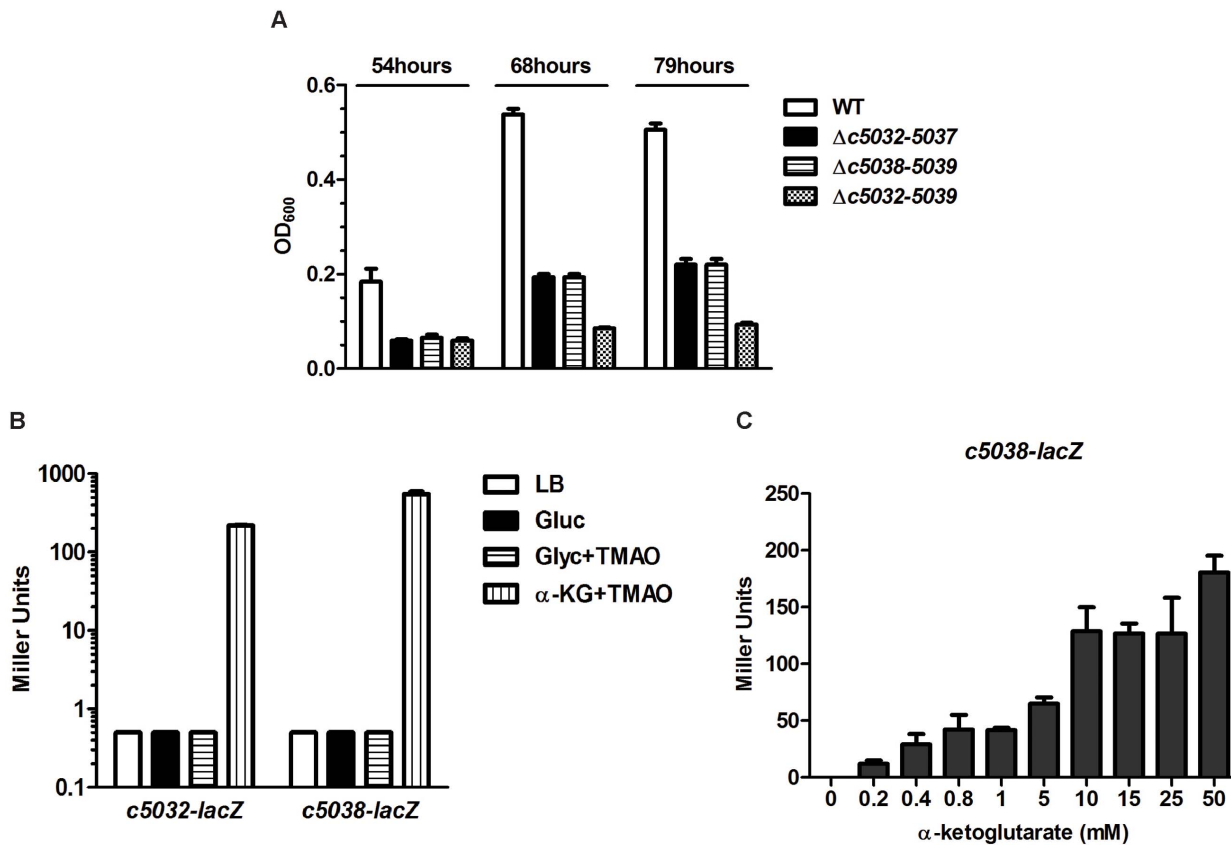 A
54hours 68hours 79hours
0.6
0.4
0.2
0.0
OD600
WT
Δc5032-5037
Δc5038-5039
Δc5032-5039
B
1000
100
10
1
0.1
Miller Units
c5032-lacZ c5038-lacZ
LB
Gluc
Glyc+TMAO
α-KG+TMAO
C
c5038-lacZ
250
200
150
100
50
0
Miller Units
0 0.2 0.4 0.8 1 5 10 15 25 50
α-ketoglutarate (mM)